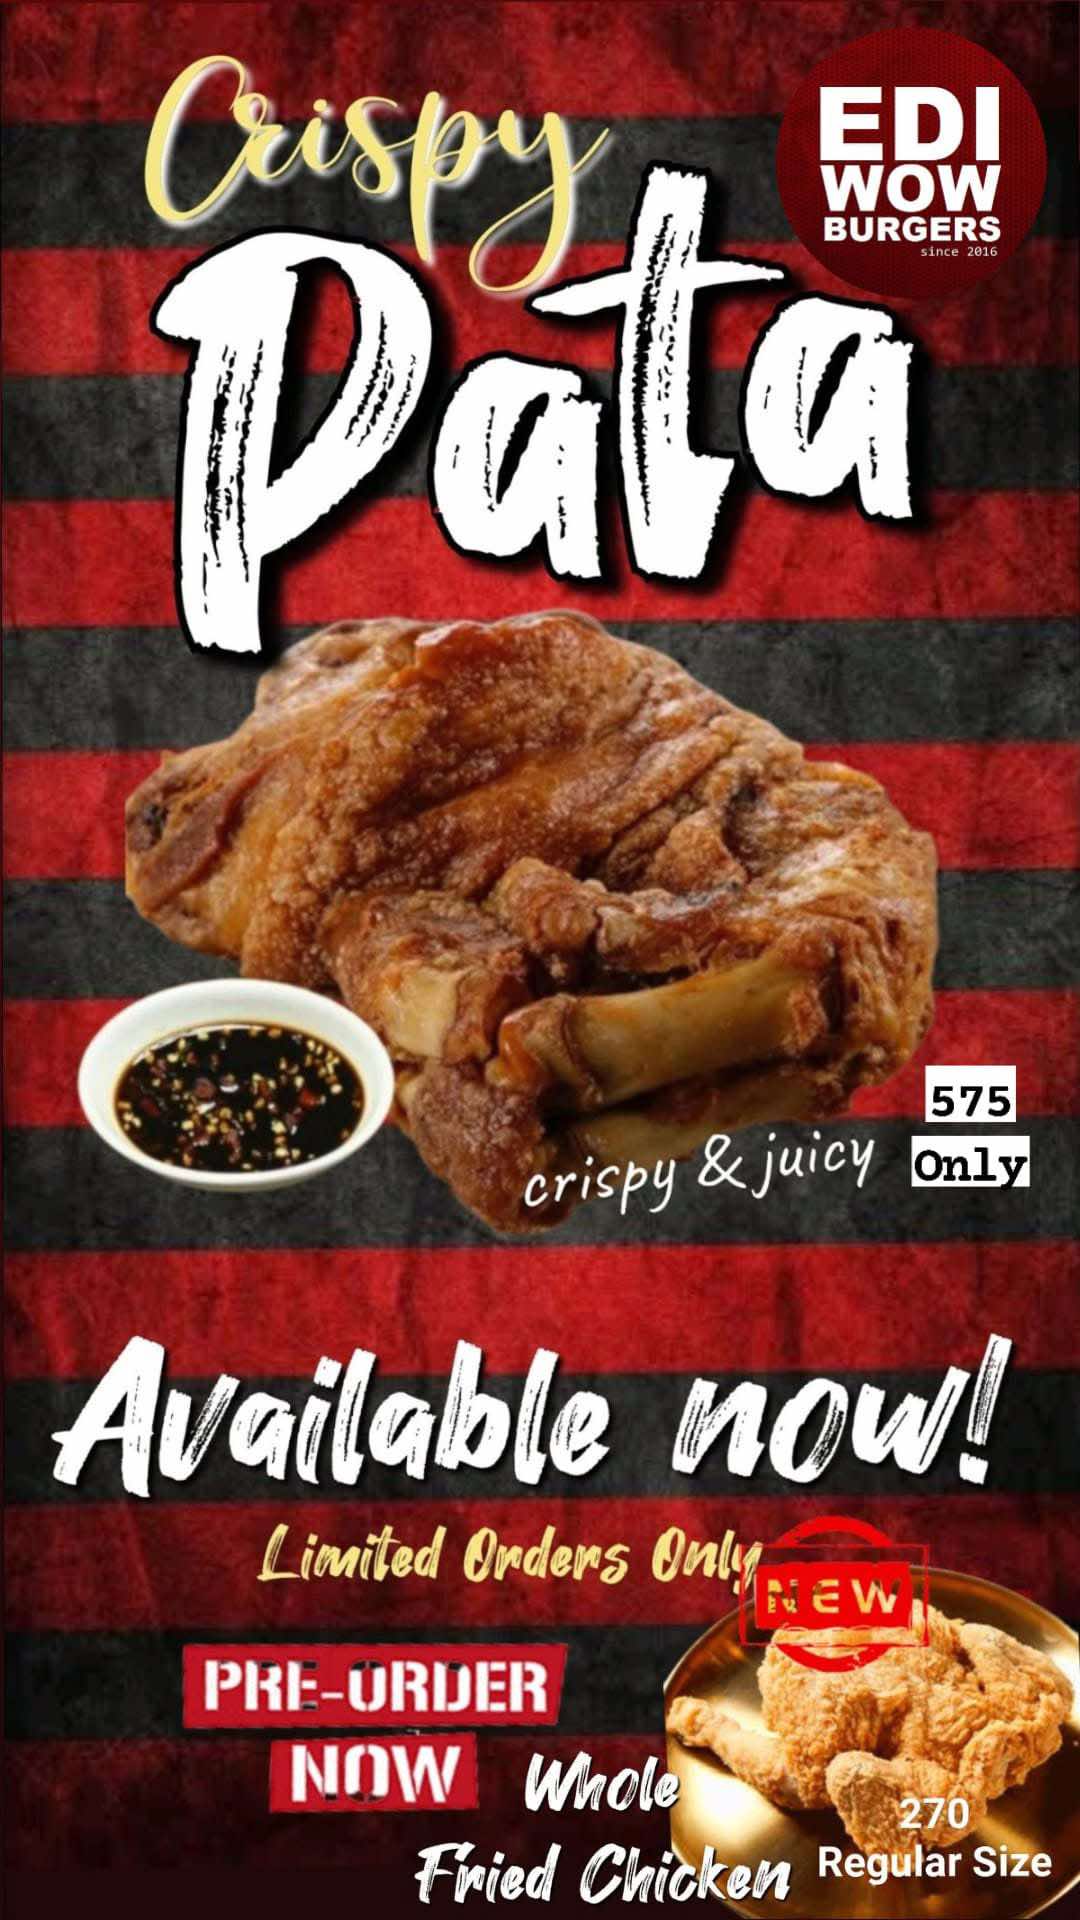 Crispy
Pata
EDI
WOW
BURGERS
since 2016
crispy & juicy
575
Only
Available now!
Limited Orders Only
NEW
PRE-ORDER
NOW
Whole
Fried Chicken
270
Regular Size